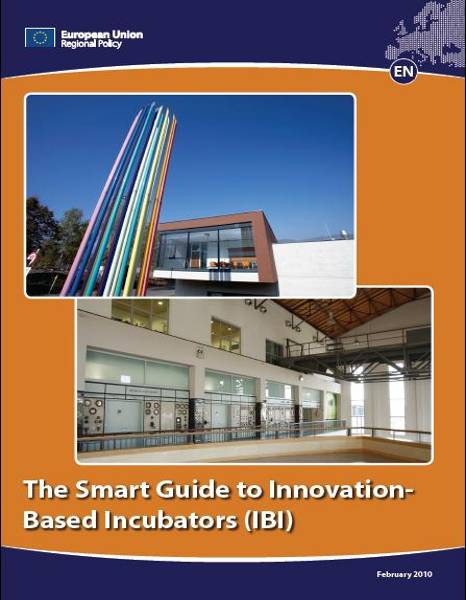 European Union
Regional Policy
EN
The Smart Guide to Innovation-
Based Incubators (IBI)
February 2010